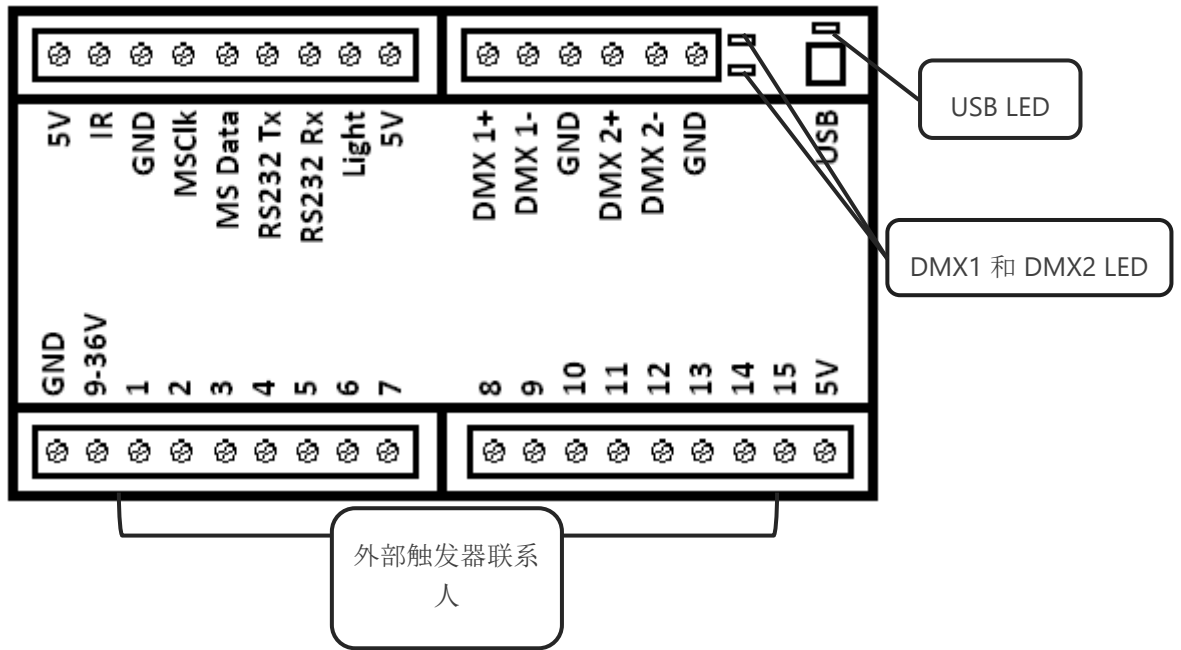 5V IR GND MSClk MS Data RS232 Tx RS232 Rx Light 5V DMX 1+ DMX 1- GND DMX 2+ DMX 2- GND USB
USB LED
DMX1 和 DMX2 LED
GND 9-36V 1 2 3 4 5 6 7 8 9 10 11 12 13 14 15 5V
外部触发器联系
人